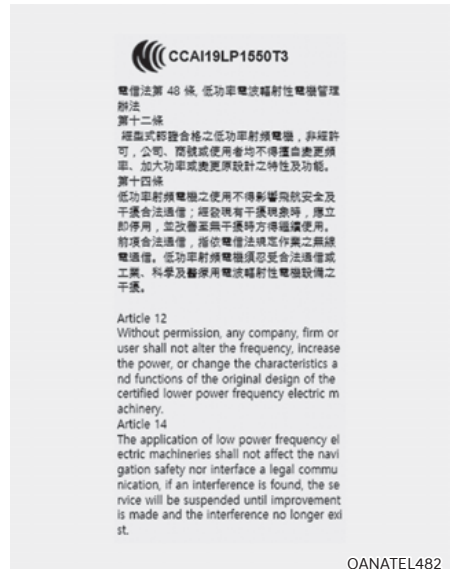 CCAI19LP1550T3
電信法第 48 條, 低功率電波輻射性電機管理
辦法
第十二條
經型式認證合格之低功率射頻電機，非經許
可，公司、商號或使用者均不得擅自變更頻
率、加大功率或變更原設計之特性及功能。
第十四條
低功率射頻電機之使用不得影響飛航安全及
干擾合法通信；經發現有干擾現象時，應立
即停用，並改善至無干擾時方得繼續使用。
前項合法通信，指依電信法規定作業之無線
電通信。低功率射頻電機須忍受合法通信或
工業、科學及醫療用電波輻射性電機設備之
干擾。
Article 12
Without permission, any company, firm or
user shall not alter the frequency, increase
the power, or change the characteristics a
nd functions of the original design of the
certified lower power frequency electric m
achinery.
Article 14
The application of low power frequency el
ectric machineries shall not affect the navi
gation safety nor interface a legal commu
nication, if an interference is found, the se
rvice will be suspended until improvement
is made and the interference no longer exi
st.
OANATEL482